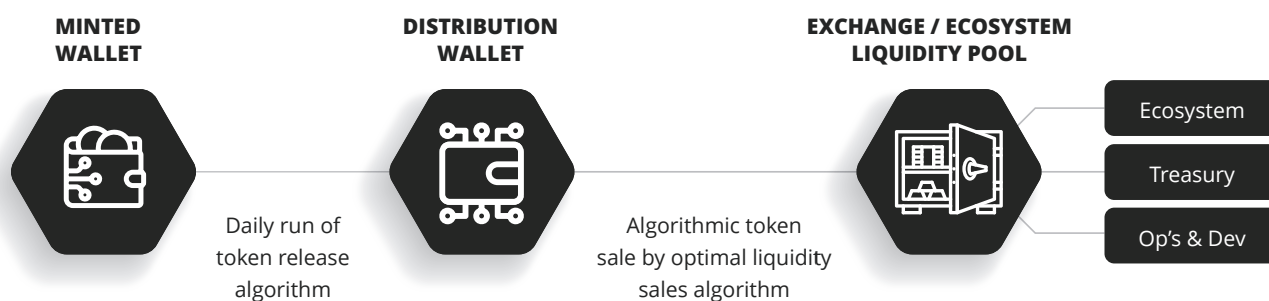 MINTED
WALLET
DISTRIBUTION
WALLET
EXCHANGE / ECOSYSTEM
LIQUIDITY POOL
Daily run of
token release
algorithm
Algorithmic token
sale by optimal liquidity
sales algorithm
Ecosystem
Treasury
Op's & Dev